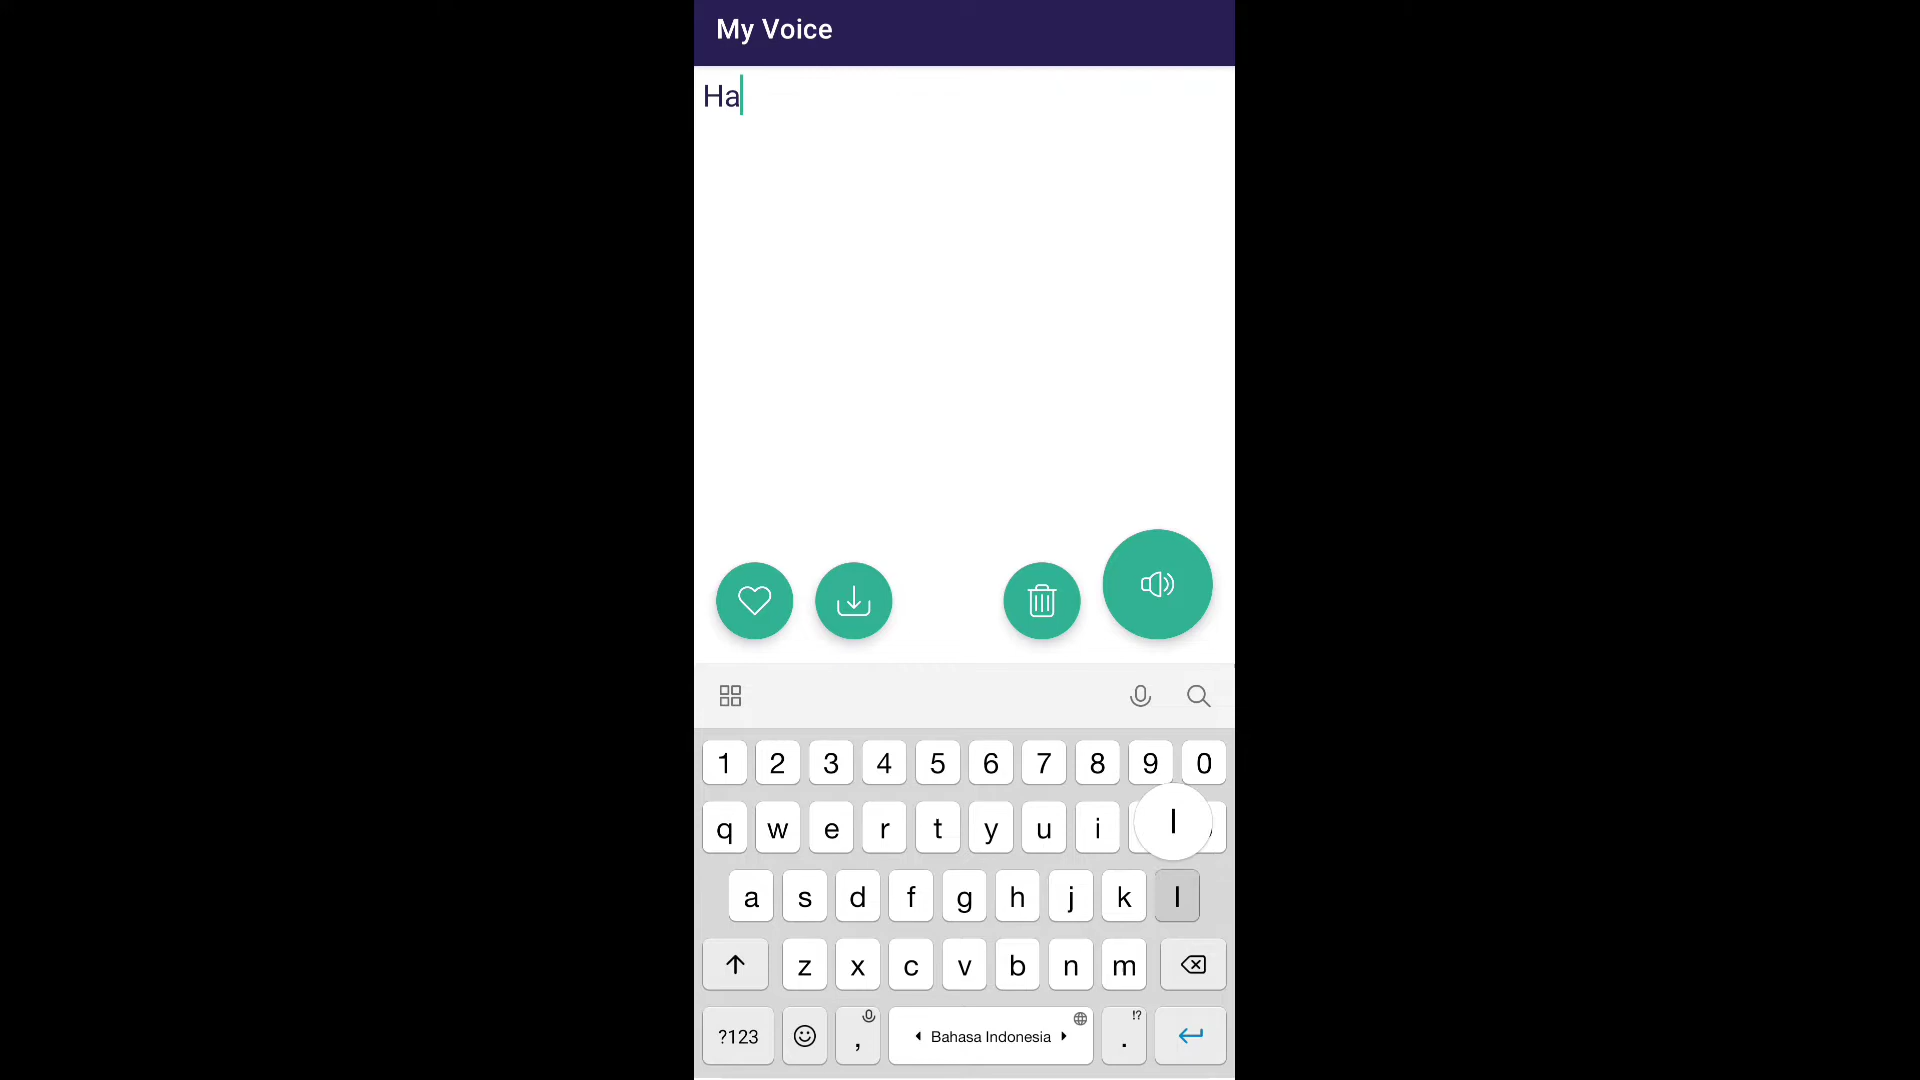 My Voice
Ha
1 2 3 4 5 6 7 8 9 0
q w e r t y u i l
a s d f g h j k l
z x c v b n m
!?
?123 , Bahasa Indonesia .